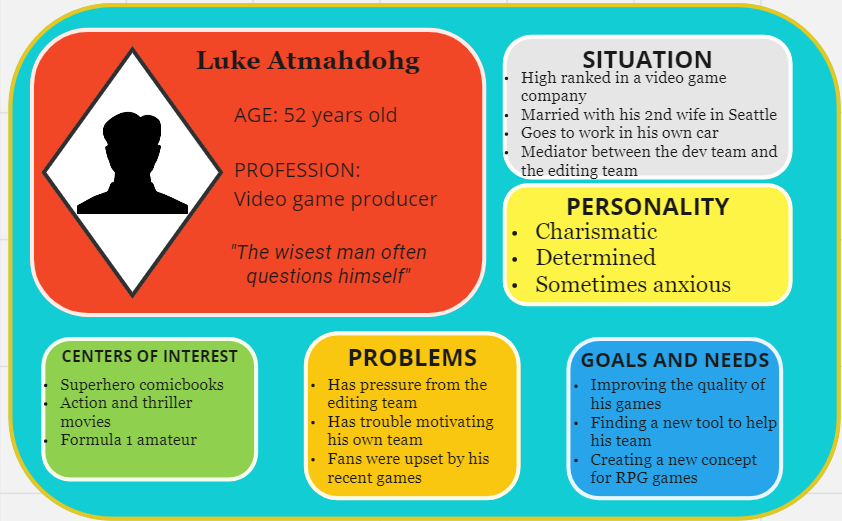 Luke Atmahdohg
AGE: 52 years old
PROFESSION:
Video game producer
"The wisest man often
questions himself"
SITUATION
• High ranked in a video game
company
• Married with his 2nd wife in Seattle
• Goes to work in his own car
• Mediator between the dev team and
the editing team
PERSONALITY
• Charismatic
• Determined
• Sometimes anxious
CENTERS OF INTEREST
• Superhero comicbooks
• Action and thriller
movies
• Formula 1 amateur
PROBLEMS
• Has pressure from the
editing team
• Has trouble motivating
his own team
• Fans were upset by his
recent games
GOALS AND NEEDS
• Improving the quality of
his games
• Finding a new tool to help
his team
• Creating a new concept
for RPG games